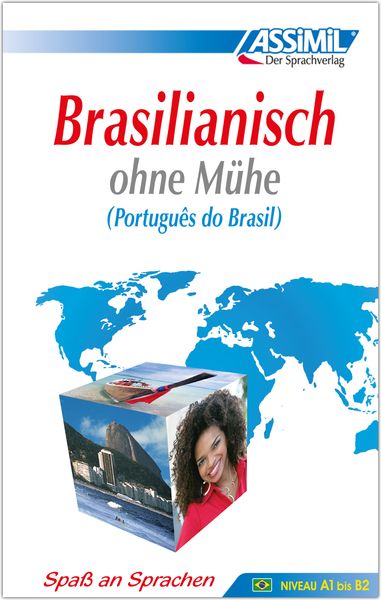 ASSiMiL
Der Sprachverlag
Brasilianisch
ohne Mühe
(Português do Brasil)
Spaß an Sprachen
NIVEAU A1 bis B2